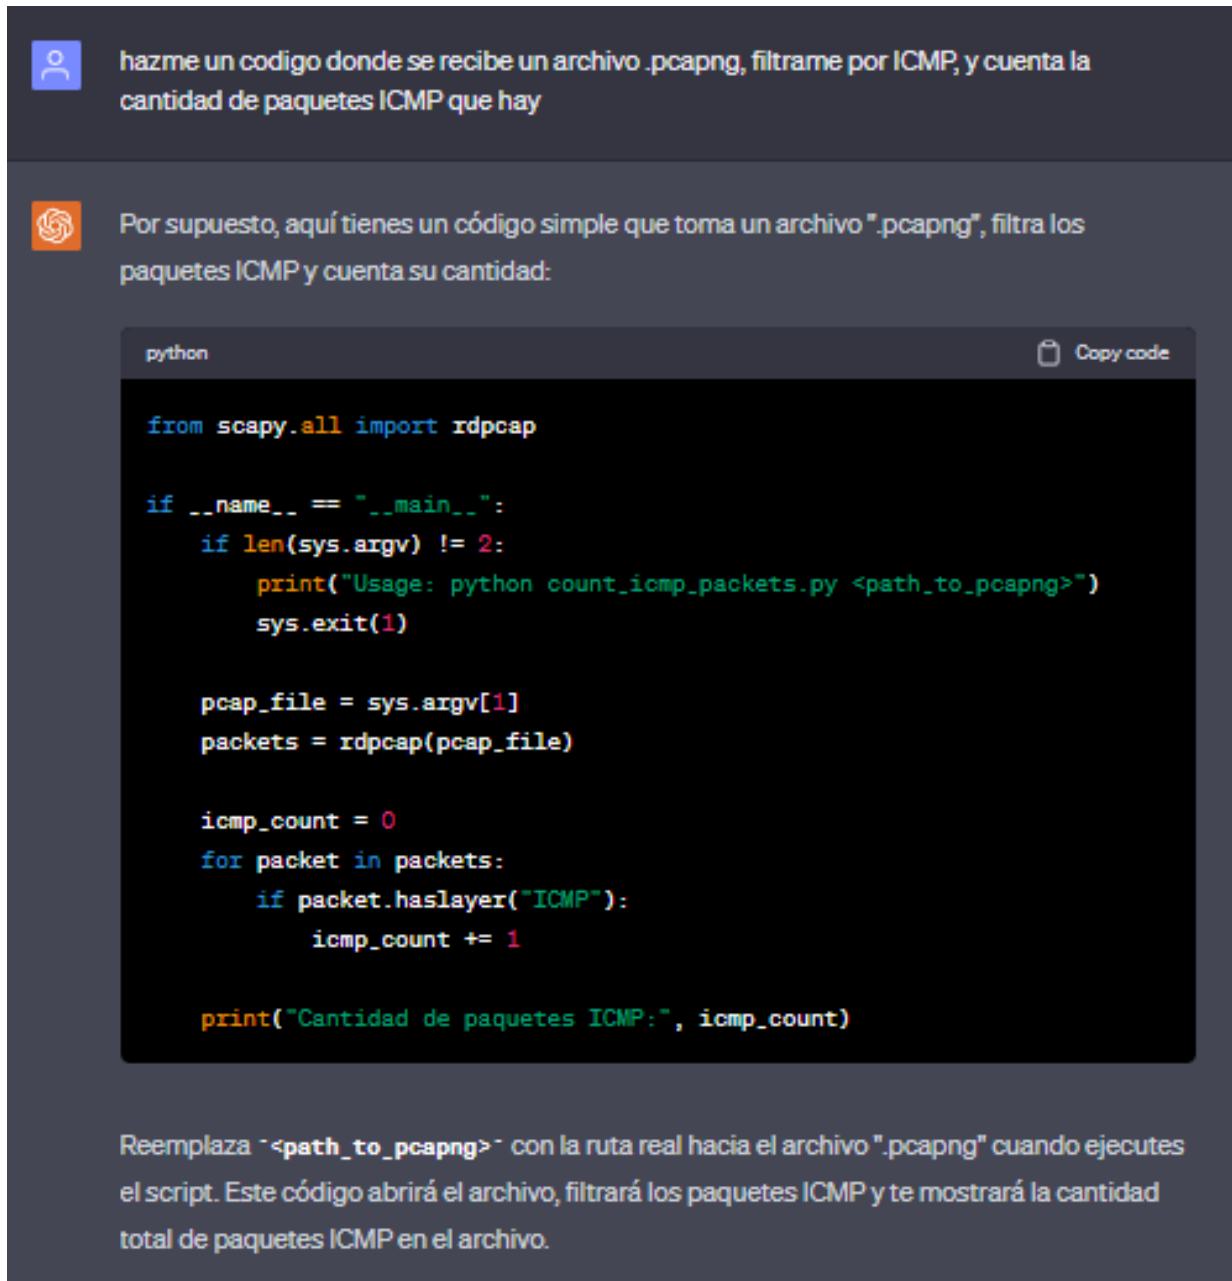 hazme un codigo donde se recibe un archivo .pcapng, filtrame por ICMP, y cuenta la
cantidad de paquetes ICMP que hay
Por supuesto, aquí tienes un código simple que toma un archivo ".pcapng", filtra los
paquetes ICMP y cuenta su cantidad:
python
Copy code
from scapy.all import rdpcap
if __name__ == "__main__":
    if len(sys.argv) != 2:
        print("Usage: python count_icmp_packets.py <path_to_pcapng>")
        sys.exit(1)
    pcap_file = sys.argv[1]
    packets = rdpcap(pcap_file)
    icmp_count = 0
    for packet in packets:
        if packet.haslayer("ICMP"):
            icmp_count += 1
    print("Cantidad de paquetes ICMP:", icmp_count)
Reemplaza `<path_to_pcapng>` con la ruta real hacia el archivo ".pcapng" cuando ejecutes
el script. Este código abrirá el archivo, filtrará los paquetes ICMP y te mostrará la cantidad
total de paquetes ICMP en el archivo.